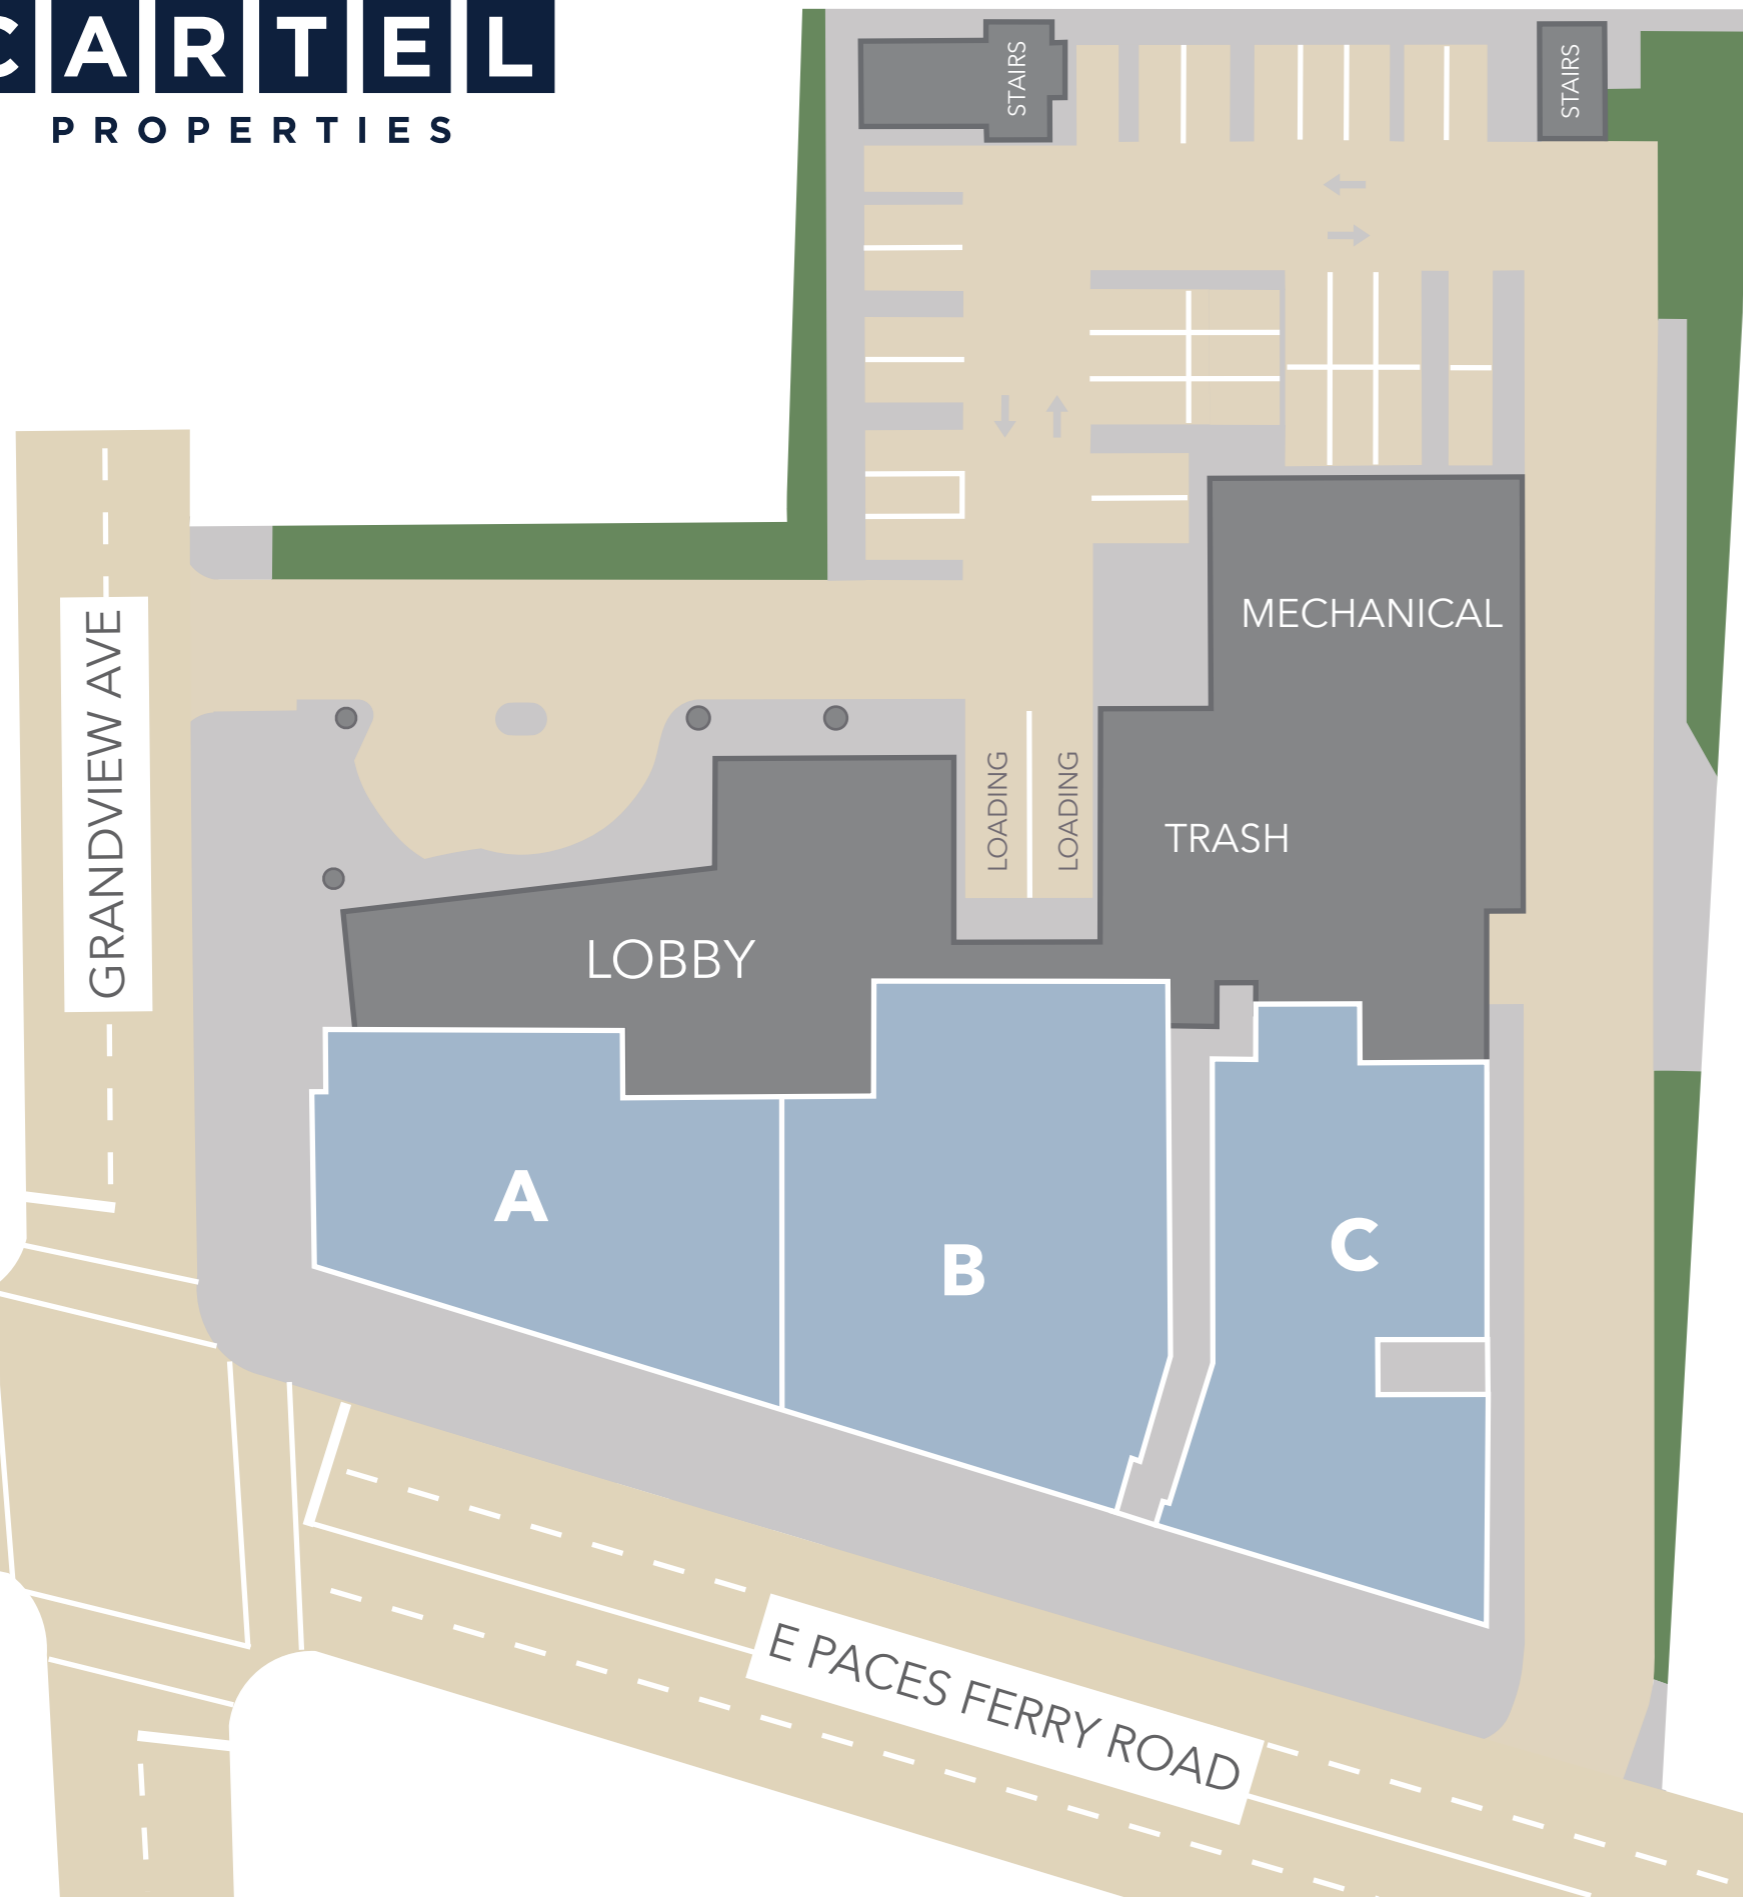 CARTEL
PROPERTIES
STAIRS
STAIRS
MECHANICAL
GRANDVIEW AVE
LOADING
LOADING
TRASH
LOBBY
A
B
C
E PACES FERRY ROAD